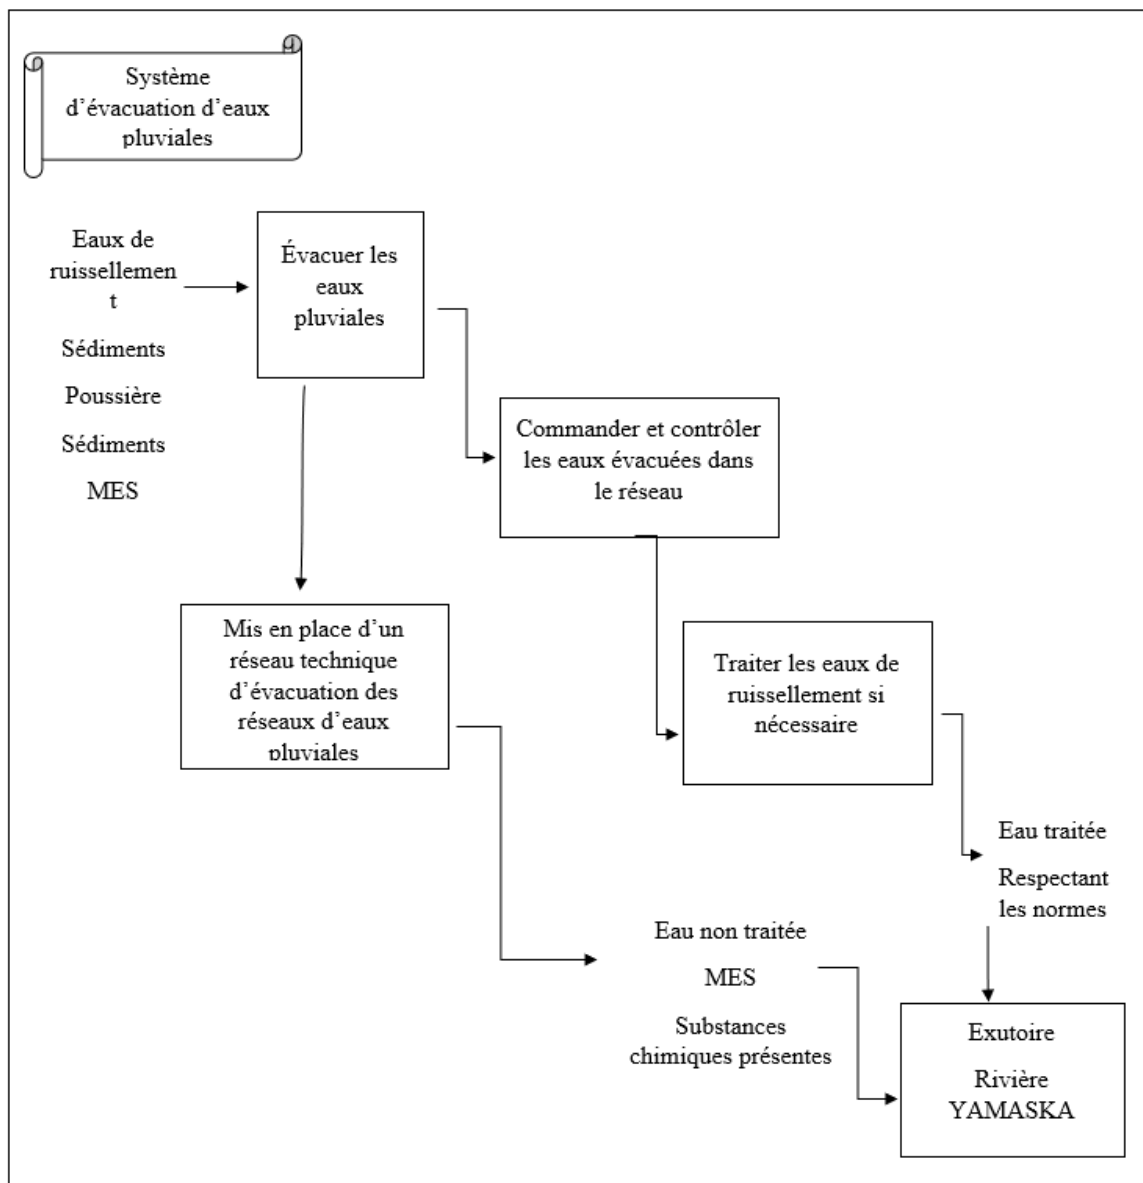 Système
d'évacuation d'eaux
pluviales
Eaux de
ruissellemen
t
Sédiments
Poussière
Sédiments
MES
Évacuer les
eaux
pluviales
Commander et contrôler
les eaux évacuées dans
le réseau
Mis en place d'un
réseau technique
d'évacuation des
réseaux d'eaux
pluviales
Traiter les eaux de
ruissellement si
nécessaire
Eau traitée
Respectant
les normes
Eau non traitée
MES
Substances
chimiques présentes
Exutoire
Rivière
YAMASKA